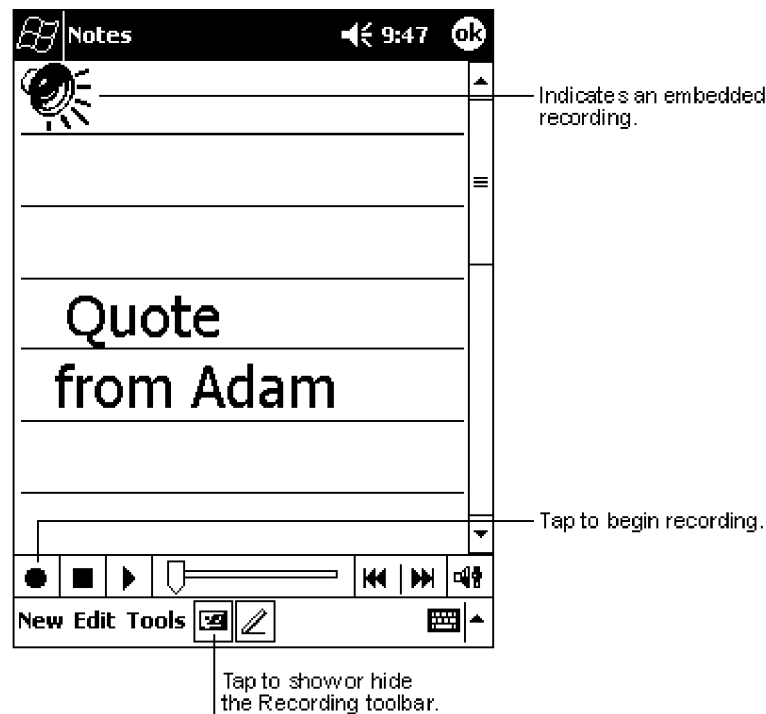 Notes 9:47 ok
Indicates an embedded
recording.
Quote
from Adam
Tap to begin recording.
New Edit Tools
Tap to show or hide
the Recording toolbar.